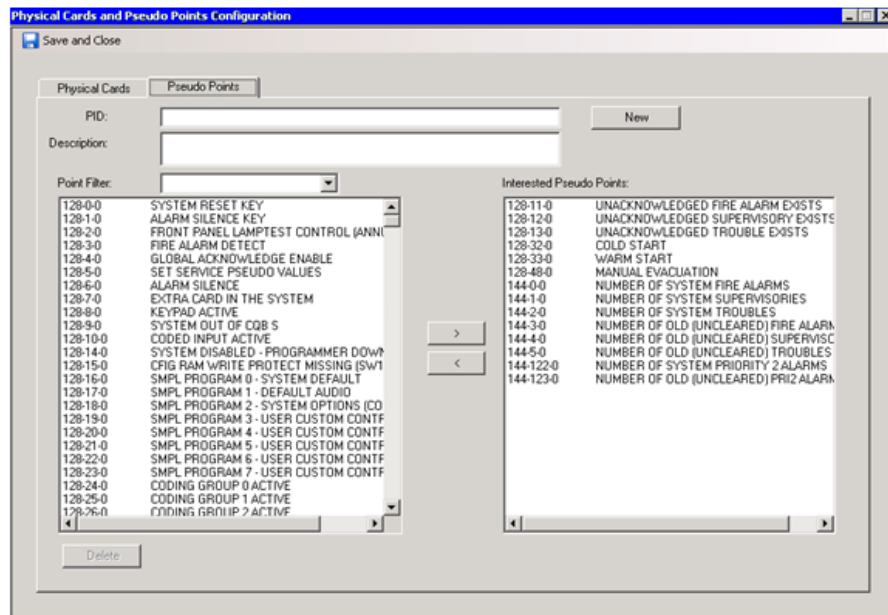 Physical Cards and Pseudo Points Configuration
Save and Close
Physical Cards
Pseudo Points
PID:
New
Description:
Point Filter:
128-0-0 SYSTEM RESET KEY
128-1-0 ALARM SILENCE KEY
128-2-0 FRONT PANEL LAMPTEST CONTROL (ANN
128-3-0 FIRE ALARM DETECT
128-4-0 GLOBAL ACKNOWLEDGE ENABLE
128-5-0 SET SERVICE PSEUDO VALUES
128-6-0 ALARM SILENCE
128-7-0 EXTRA CARD IN THE SYSTEM
128-8-0 KEYPAD ACTIVE
128-9-0 SYSTEM OUT OF CQB S
128-10-0 CODED INPUT ACTIVE
128-14-0 SYSTEM DISABLED - PROGRAMMER DOWN
128-15-0 CFIG RAM WRITE PROTECT MISSING (SW1
128-16-0 SMPL PROGRAM 0 - SYSTEM DEFAULT
128-17-0 SMPL PROGRAM 1 - DEFAULT AUDIO
128-18-0 SMPL PROGRAM 2 - SYSTEM OPTIONS (CO
128-19-0 SMPL PROGRAM 3 - USER CUSTOM CONTR
128-20-0 SMPL PROGRAM 4 - USER CUSTOM CONTR
128-21-0 SMPL PROGRAM 5 - USER CUSTOM CONTR
128-22-0 SMPL PROGRAM 6 - USER CUSTOM CONTR
128-23-0 SMPL PROGRAM 7 - USER CUSTOM CONTR
128-24-0 CODING GROUP 0 ACTIVE
128-25-0 CODING GROUP 1 ACTIVE
128-26-0 CODING GROUP 2 ACTIVE
>
<
Interested Pseudo Points:
128-11-0 UNACKNOWLEDGED FIRE ALARM EXISTS
128-12-0 UNACKNOWLEDGED SUPERVISORY EXISTS
128-13-0 UNACKNOWLEDGED TROUBLE EXISTS
128-32-0 COLD START
128-33-0 WARM START
128-48-0 MANUAL EVACUATION
144-0-0 NUMBER OF SYSTEM FIRE ALARMS
144-1-0 NUMBER OF SYSTEM SUPERVISORIES
144-2-0 NUMBER OF SYSTEM TROUBLES
144-3-0 NUMBER OF OLD (UNCLEARED) FIRE ALARM
144-4-0 NUMBER OF OLD (UNCLEARED) SUPERVISO
144-5-0 NUMBER OF OLD (UNCLEARED) TROUBLES
144-122-0 NUMBER OF SYSTEM PRIORITY 2 ALARMS
144-123-0 NUMBER OF OLD (UNCLEARED) PRI2 ALARM
Delete